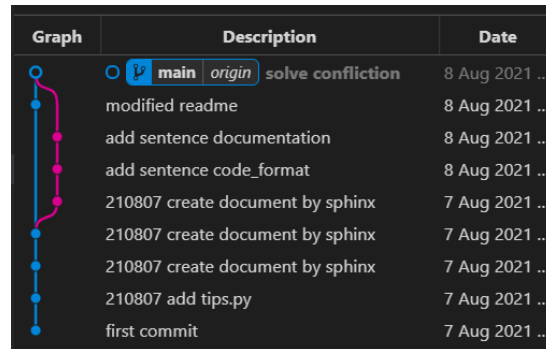 Graph Description Date
main origin solve confliction 8 Aug 2021 ..
modified readme 8 Aug 2021 ..
add sentence documentation 8 Aug 2021 ..
add sentence code_format 8 Aug 2021 ..
210807 create document by sphinx 7 Aug 2021 ..
210807 create document by sphinx 7 Aug 2021 ..
210807 create document by sphinx 7 Aug 2021 ..
210807 add tips.py 7 Aug 2021 ..
first commit 7 Aug 2021 ..